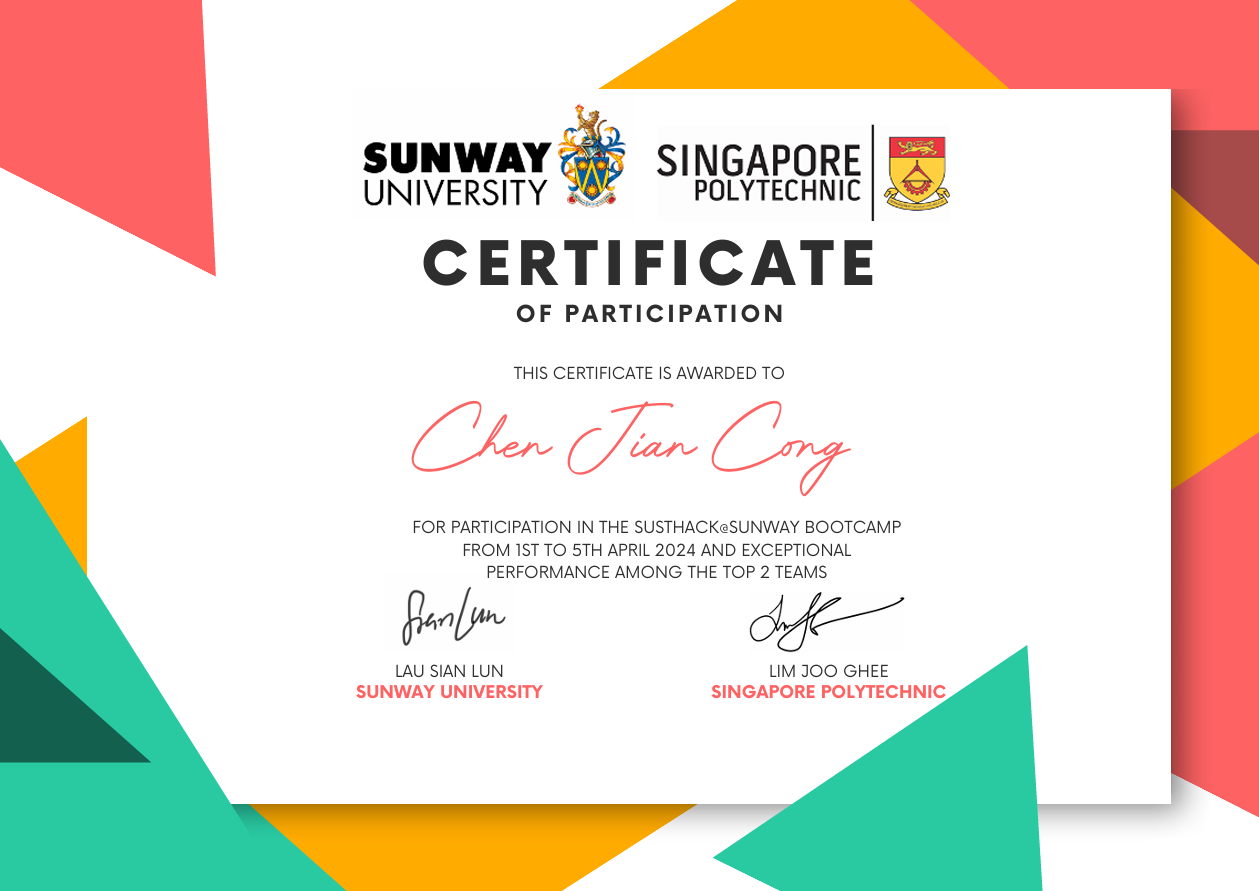 SUNWAY
UNIVERSITY
SINGAPORE
POLYTECHNIC
CERTIFICATE
OF PARTICIPATION
THIS CERTIFICATE IS AWARDED TO
Chen Jian Cong
FOR PARTICIPATION IN THE SUSTHACK@SUNWAY BOOTCAMP
FROM 1ST TO 5TH APRIL 2024 AND EXCEPTIONAL
PERFORMANCE AMONG THE TOP 2 TEAMS
Sian Lun
LAU SIAN LUN
SUNWAY UNIVERSITY
LIM JOO GHEE
SINGAPORE POLYTECHNIC